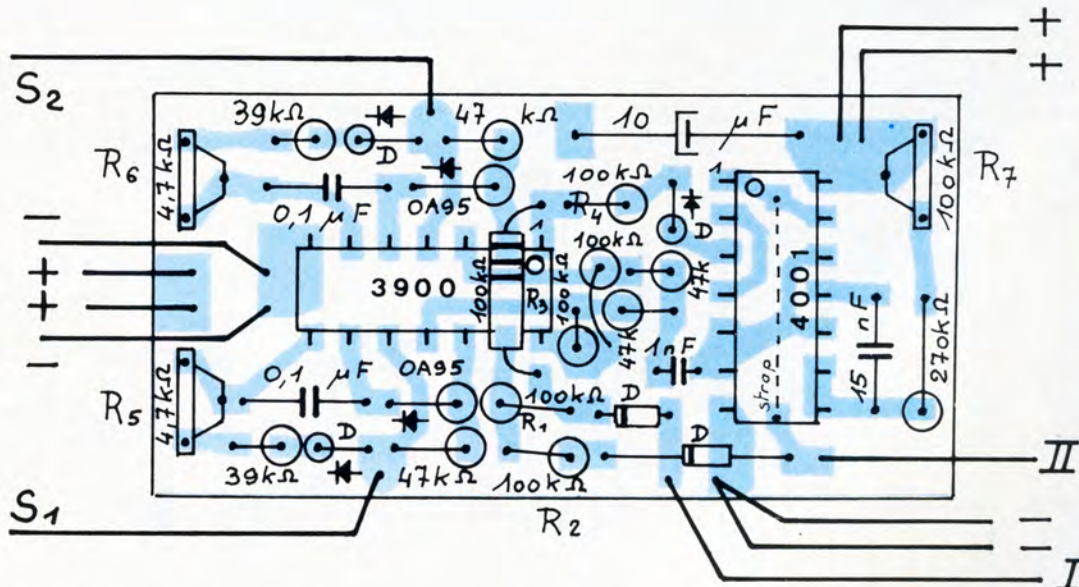 +
+
S2
39kΩ
D
47 kΩ
10 µF
R6
4,7kΩ
0,1 µF
OA95
100kΩ
R4
D
1
R7
100kΩ
−
+
+
−
3900
100kΩ
1
R3
100kΩ
100kΩ
47k
47k
4001
strap
1nF
15 nF
270kΩ
R5
4,7kΩ
0,1 µF
OA95
100kΩ
R1
D
39kΩ
D
47kΩ
100kΩ
D
II
S1
R2
−
−
I